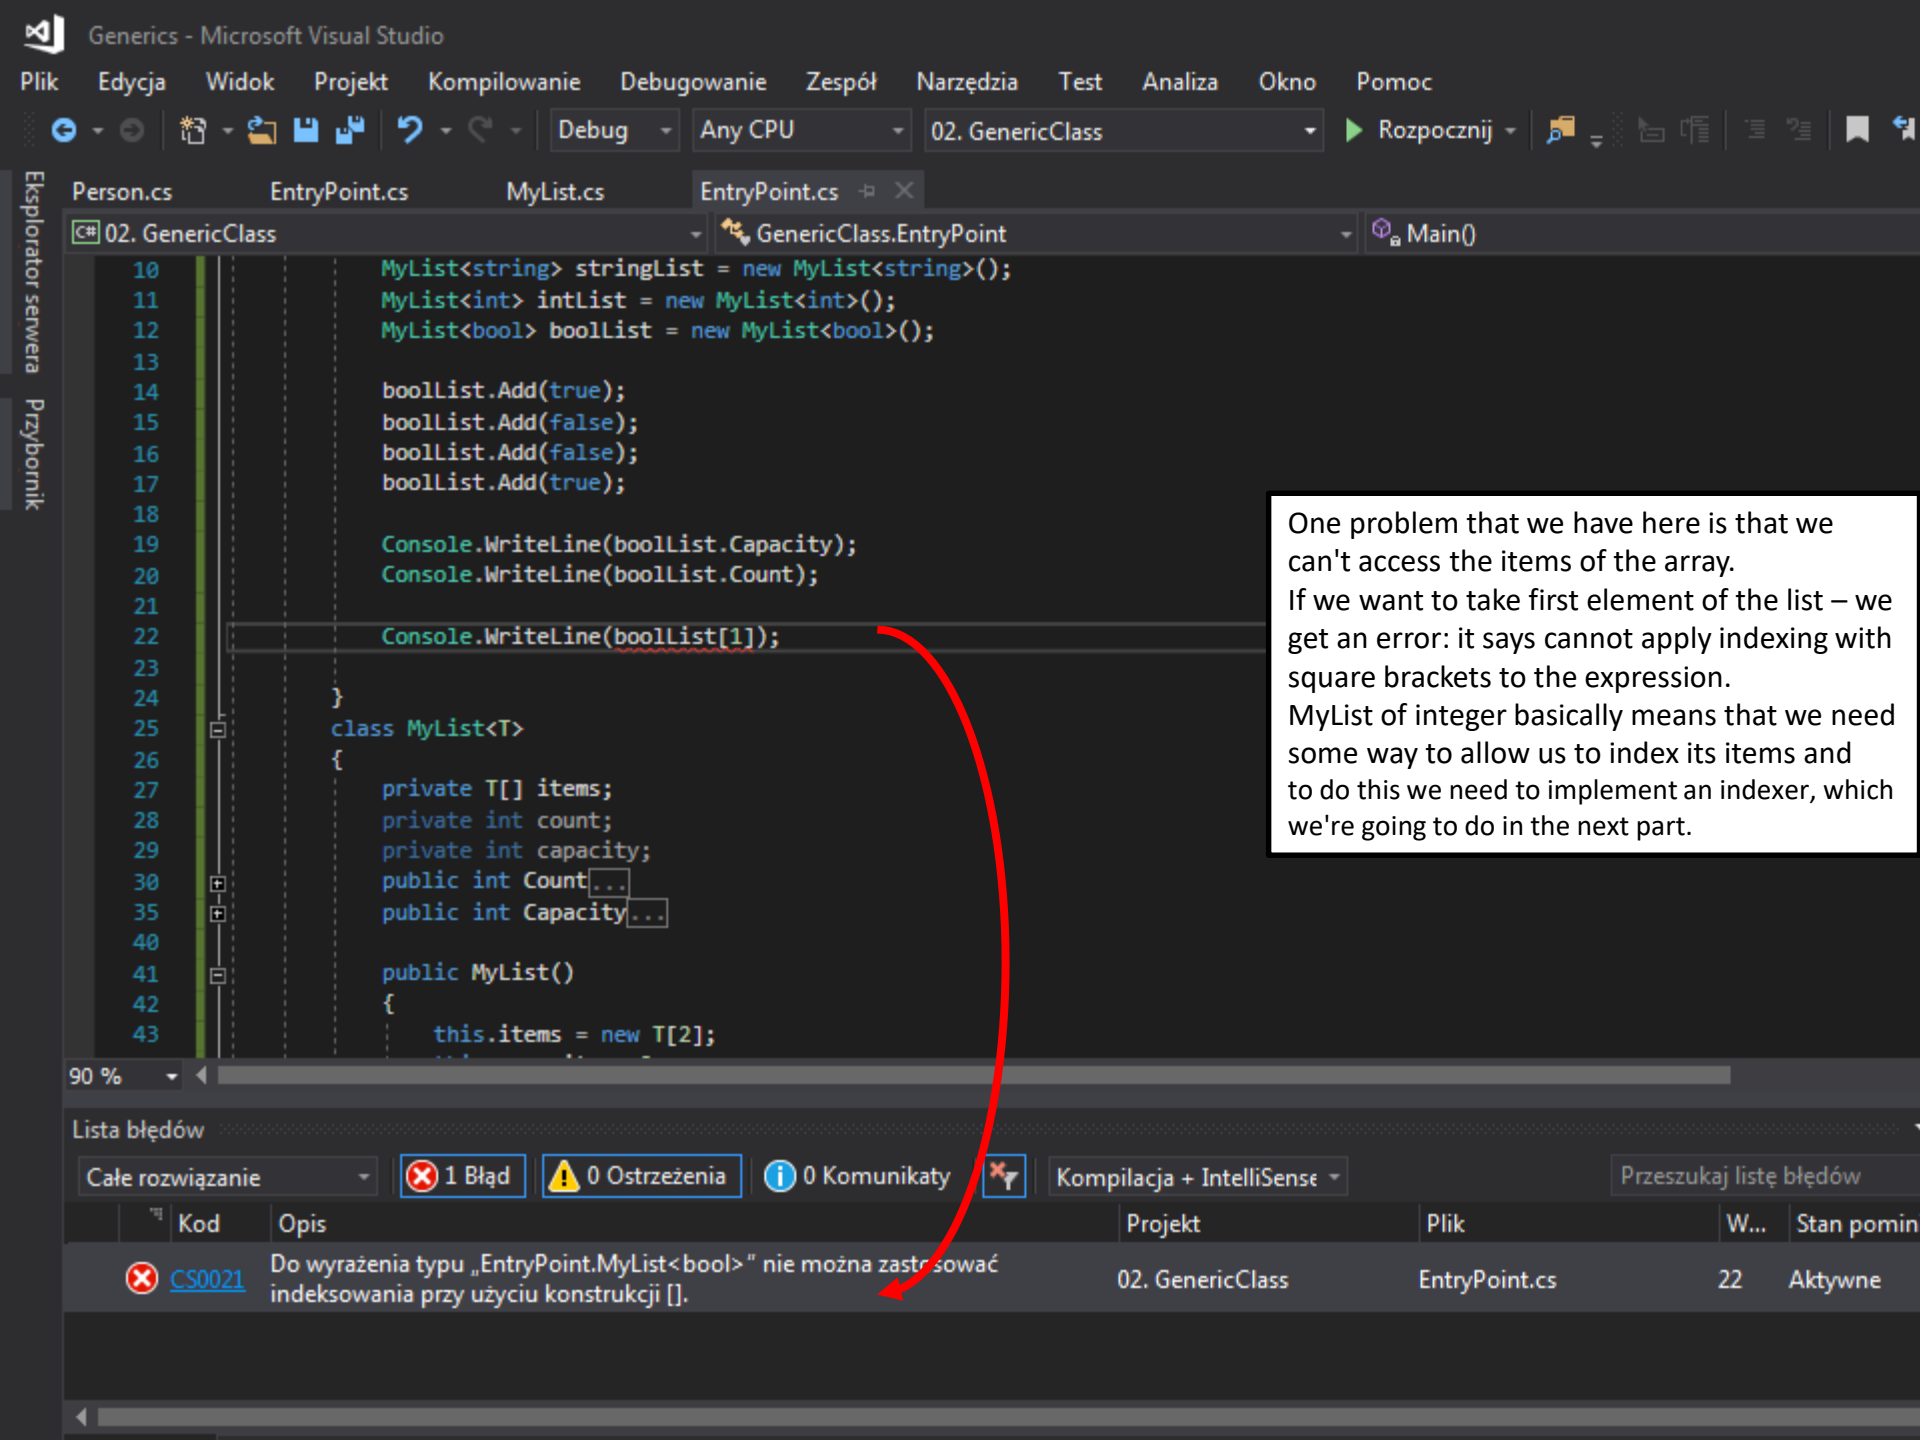 Generics - Microsoft Visual Studio
Plik Edycja Widok Projekt Kompilowanie Debugowanie Zespół Narzędzia Test Analiza Okno Pomoc
Debug Any CPU 02. GenericClass Rozpocznij
Eksplorator serwera
Przybornik
Person.cs EntryPoint.cs MyList.cs EntryPoint.cs
C# 02. GenericClass GenericClass.EntryPoint Main()
10 MyList<string> stringList = new MyList<string>();
11 MyList<int> intList = new MyList<int>();
12 MyList<bool> boolList = new MyList<bool>();
13
14 boolList.Add(true);
15 boolList.Add(false);
16 boolList.Add(false);
17 boolList.Add(true);
18
19 Console.WriteLine(boolList.Capacity);
20 Console.WriteLine(boolList.Count);
21
22 Console.WriteLine(boolList[1]);
23
24 }
25 class MyList<T>
26 {
27 private T[] items;
28 private int count;
29 private int capacity;
30 public int Count...
35 public int Capacity...
40
41 public MyList()
42 {
43 this.items = new T[2];
One problem that we have here is that we
can't access the items of the array.
If we want to take first element of the list – we
get an error: it says cannot apply indexing with
square brackets to the expression.
MyList of integer basically means that we need
some way to allow us to index its items and
to do this we need to implement an indexer, which
we're going to do in the next part.
90 %
Lista błędów
Całe rozwiązanie 1 Błąd 0 Ostrzeżenia 0 Komunikaty Kompilacja + IntelliSense Przeszukaj listę błędów
Kod Opis Projekt Plik W... Stan pomin
CS0021 Do wyrażenia typu „EntryPoint.MyList<bool>" nie można zastosować
indeksowania przy użyciu konstrukcji []. 02. GenericClass EntryPoint.cs 22 Aktywne